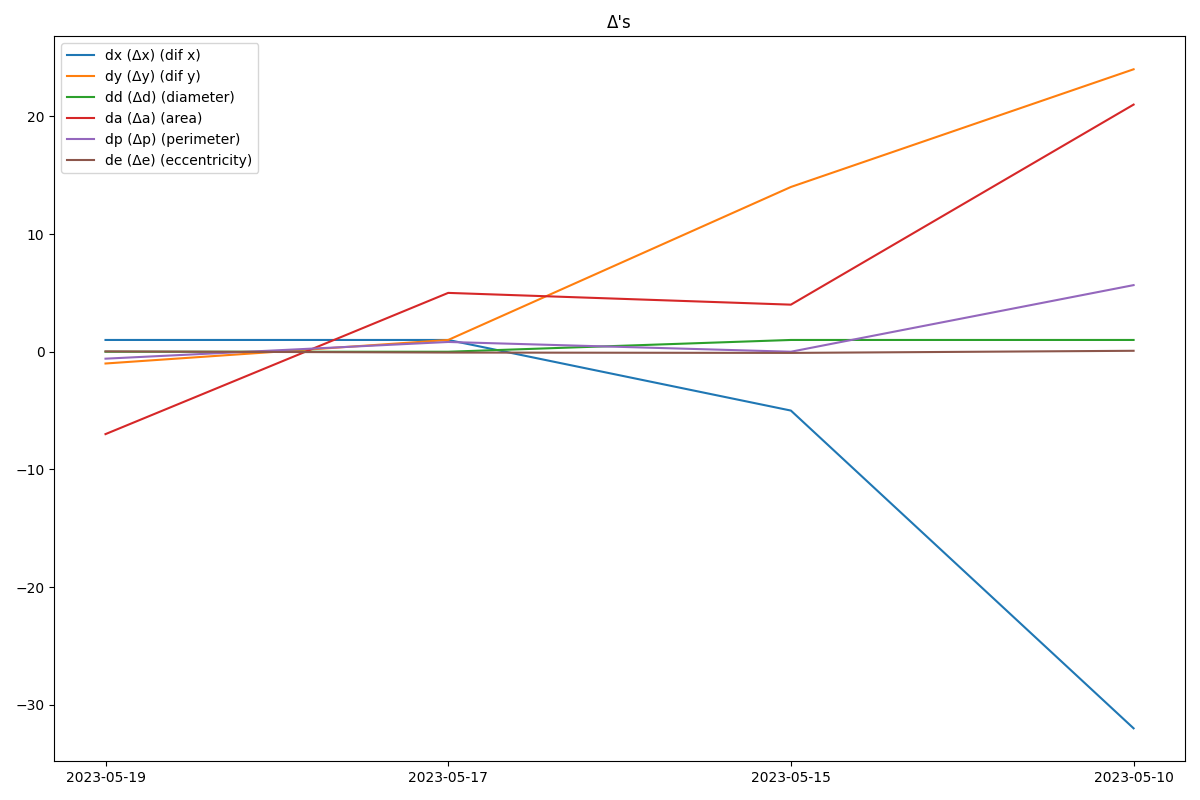 Δ's
dx (Δx) (dif x)
dy (Δy) (dif y)
dd (Δd) (diameter)
da (Δa) (area)
dp (Δp) (perimeter)
de (Δe) (eccentricity)
20
10
0
−10
−20
−30
2023-05-19 2023-05-17 2023-05-15 2023-05-10